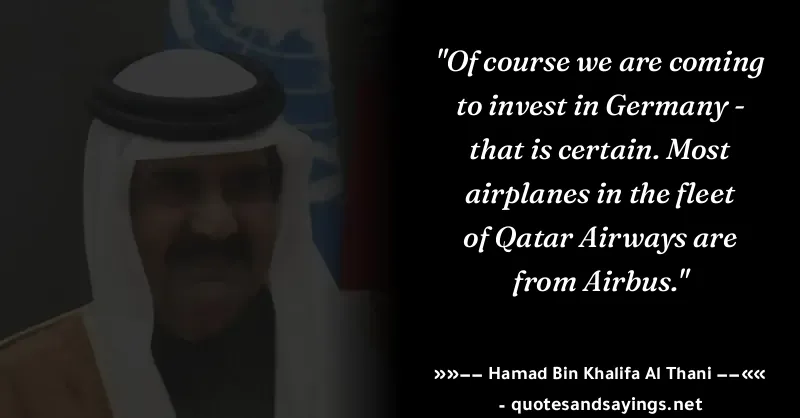 "Of course we are coming
to invest in Germany -
that is certain. Most
airplanes in the fleet
of Qatar Airways are
from Airbus."
»»–– Hamad Bin Khalifa Al Thani ––««
- quotesandsayings.net